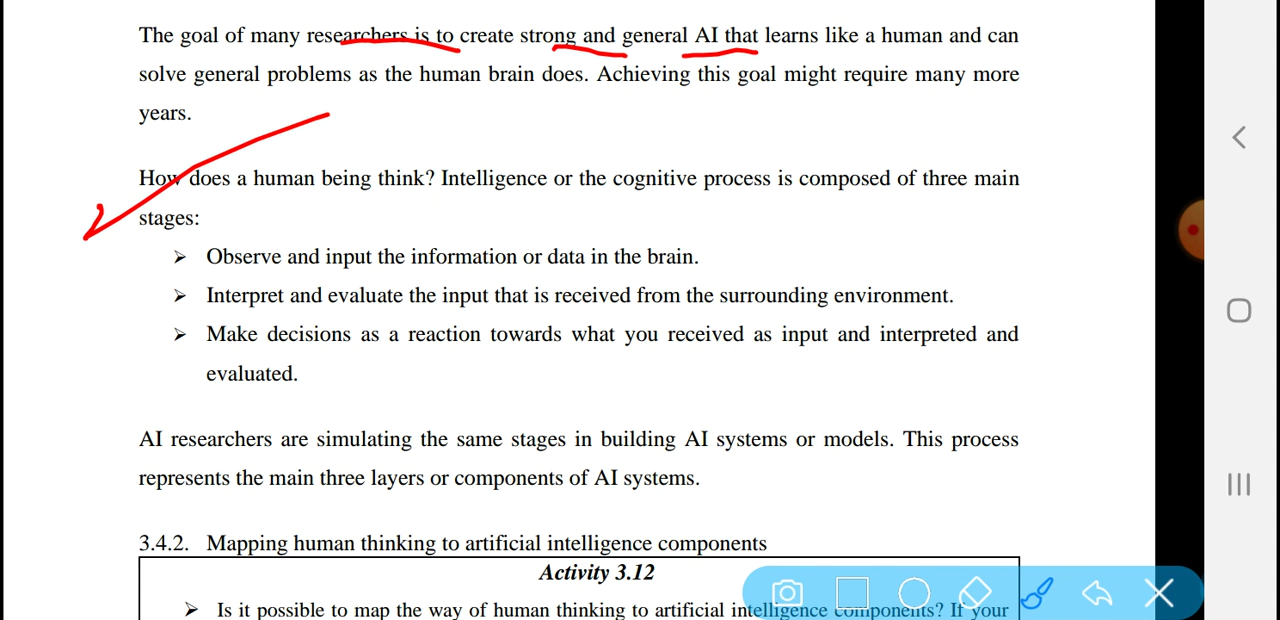 The goal of many researchers is to create strong and general AI that learns like a human and can
solve general problems as the human brain does. Achieving this goal might require many more
years.
How does a human being think? Intelligence or the cognitive process is composed of three main
stages:
➢ Observe and input the information or data in the brain.
➢ Interpret and evaluate the input that is received from the surrounding environment.
➢ Make decisions as a reaction towards what you received as input and interpreted and
evaluated.
AI researchers are simulating the same stages in building AI systems or models. This process
represents the main three layers or components of AI systems.
3.4.2. Mapping human thinking to artificial intelligence components
Activity 3.12
➢ Is it possible to map the way of human thinking to artificial intelligence components? If your